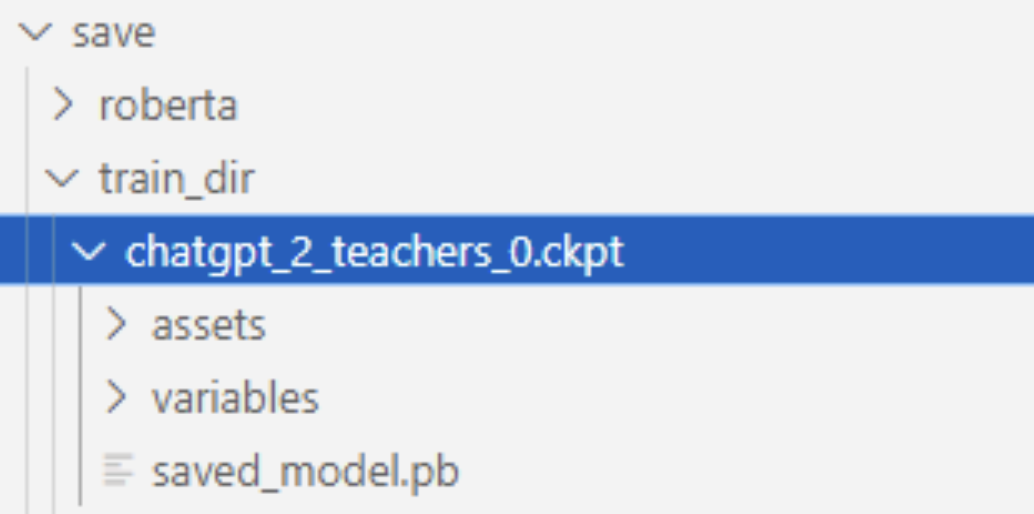 save
roberta
train_dir
chatgpt_2_teachers_0.ckpt
assets
variables
saved_model.pb